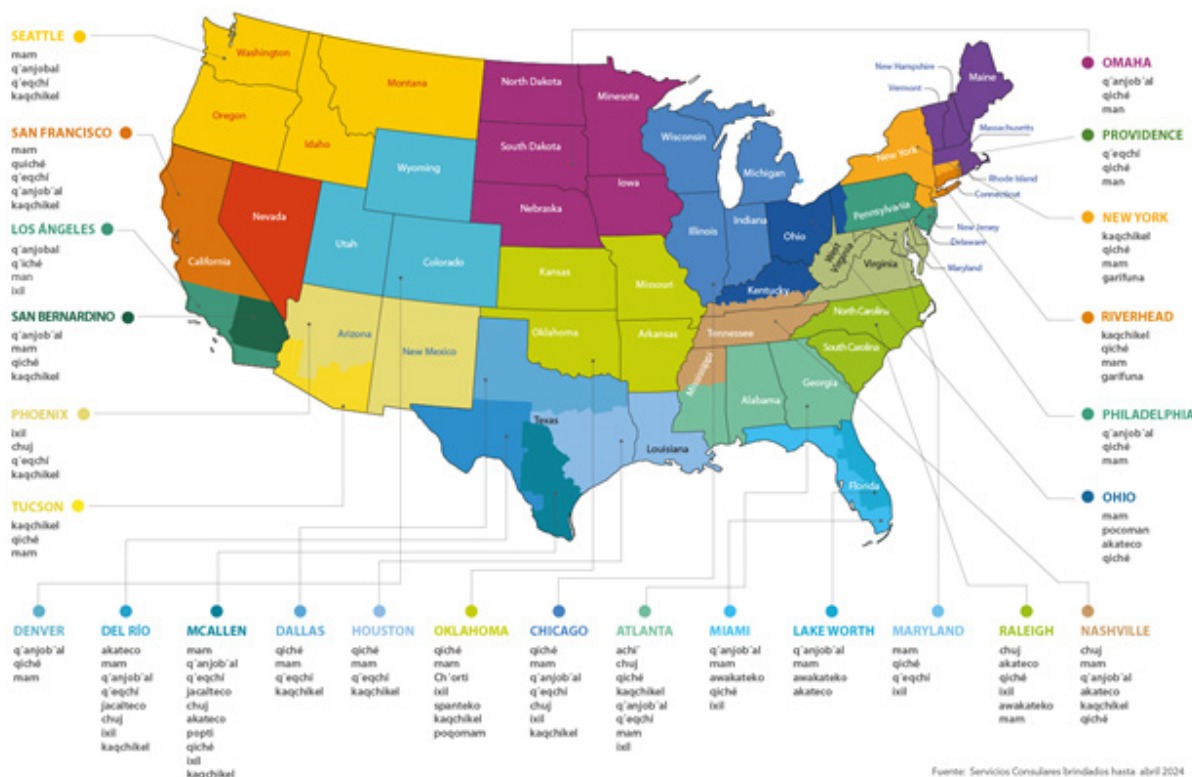 SEATTLE
mam
q'anjobal
q'eqchí
kaqchikel
SAN FRANCISCO
mam
quiché
q'eqchí
q'anjob'al
kaqchikel
LOS ÁNGELES
q'anjobal
q'iché
man
ixil
SAN BERNARDINO
q'anjob'al
mam
qiché
kaqchikel
PHOENIX
ixil
chuj
q'eqchí
kaqchikel
TUCSON
kaqchikel
qiché
mam
Washington
Oregon
Idaho
Montana
Wyoming
Nevada
California
Utah
Colorado
Arizona
New Mexico
North Dakota
South Dakota
Nebraska
Minesota
Iowa
Kansas
Missouri
Oklahoma
Arkansas
Texas
Louisiana
Wisconsin
Michigan
Illinois
Indiana
Ohio
Kentucky
Tennessee
Mississipi
Alabama
Georgia
Florida
South Carolina
North Carolina
Virginia
West
Virginia
Pennsylvania
New York
Maine
New Hampshire
Vermont
Massachusetts
Rhode Island
Connecticut
New Jersey
Delaware
Maryland
OMAHA
q'anjob'al
qiché
man
PROVIDENCE
q'eqchí
qiché
man
NEW YORK
kaqchikel
qiché
mam
garifuna
RIVERHEAD
kaqchikel
qiché
mam
garifuna
PHILADELPHIA
q'anjob'al
qiché
mam
OHIO
mam
pocoman
akateco
qiché
DENVER
q'anjob'al
qiché
mam
DEL RÍO
akateco
mam
q'anjob'al
q'eqchí
jacalteco
chuj
ixil
kaqchikel
MCALLEN
mam
q'anjob'al
q'eqchí
jacalteco
chuj
akateco
popti
qiché
ixil
kaqchikel
DALLAS
qiché
mam
q'eqchí
kaqchikel
HOUSTON
qiché
mam
q'eqchí
kaqchikel
OKLAHOMA
qiché
mam
Ch'orti
ixil
spanteko
kaqchikel
poqomam
CHICAGO
qiché
mam
q'anjob'al
q'eqchí
chuj
ixil
kaqchikel
ATLANTA
achi'
chuj
qiché
kaqchikel
q'anjob'al
q'eqchí
mam
ixil
MIAMI
q'anjob'al
mam
awakateko
qiché
ixil
LAKE WORTH
q'anjob'al
mam
awakateko
akateco
MARYLAND
mam
qiché
q'eqchí
ixil
RALEIGH
chuj
akateco
qiché
ixil
awakateko
mam
NASHVILLE
chuj
mam
q'anjob'al
akateco
kaqchikel
qiché
Fuente: Servicios Consulares brindados hasta abril 2024